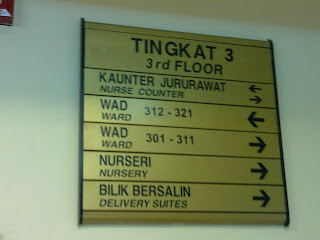 TINGKAT 3
3rd FLOOR
KAUNTER JURURAWAT
NURSE COUNTER
WAD 312 - 321
WARD
WAD 301 - 311
WARD
NURSERI
NURSERY
BILIK BERSALIN
DELIVERY SUITES